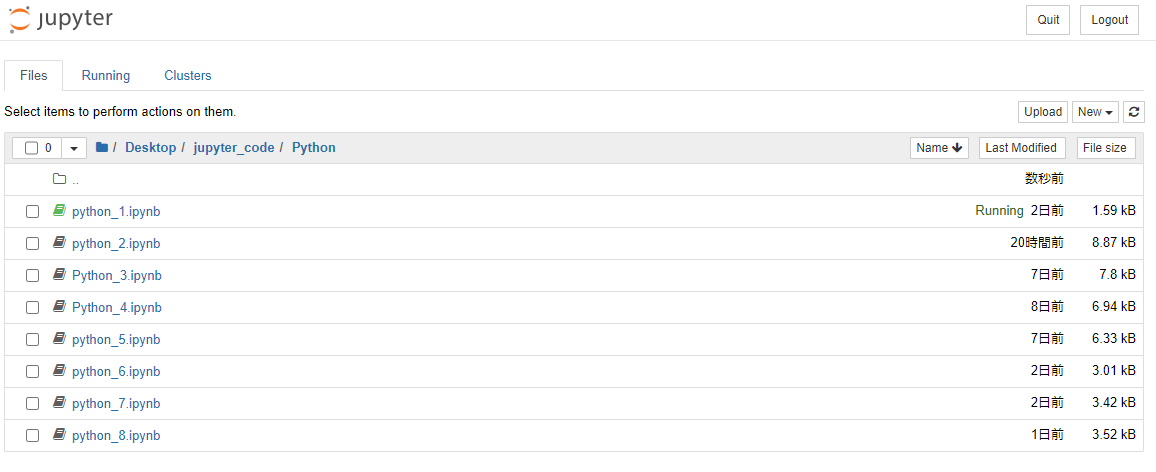 jupyter Quit Logout
Files Running Clusters
Select items to perform actions on them. Upload New
0 / Desktop / jupyter_code / Python Name Last Modified File size
.. 数秒前
python_1.ipynb Running 2日前 1.59 kB
python_2.ipynb 20時間前 8.87 kB
Python_3.ipynb 7日前 7.8 kB
Python_4.ipynb 8日前 6.94 kB
python_5.ipynb 7日前 6.33 kB
python_6.ipynb 2日前 3.01 kB
python_7.ipynb 2日前 3.42 kB
python_8.ipynb 1日前 3.52 kB